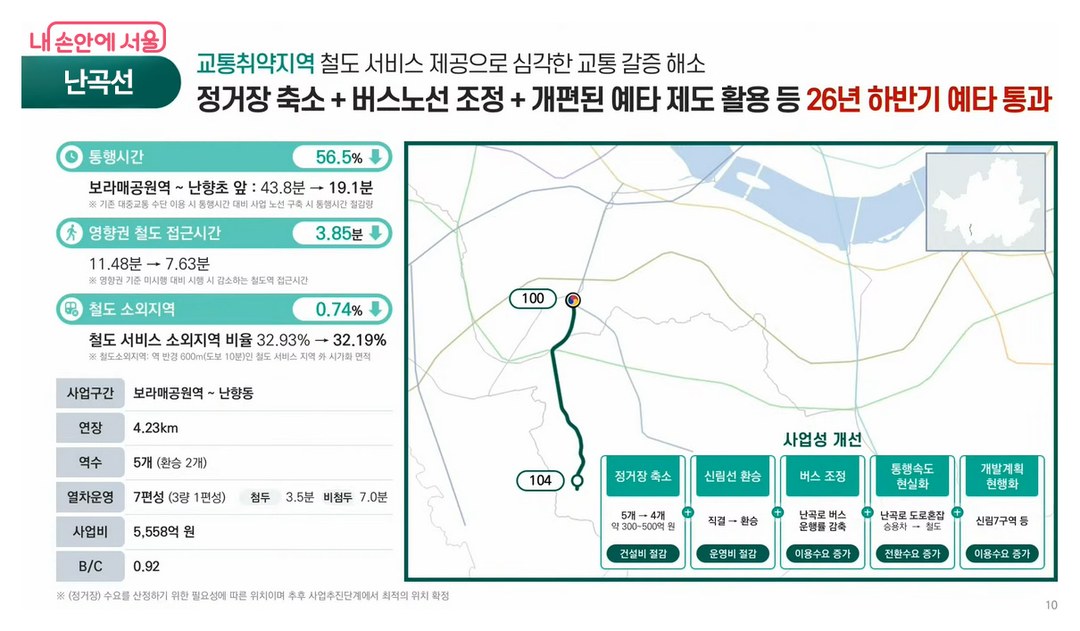 내 손안에 서울
난곡선
교통취약지역 철도 서비스 제공으로 심각한 교통 갈증 해소
정거장 축소 + 버스노선 조정 + 개편된 예타 제도 활용 등 26년 하반기 예타 통과
통행시간 56.5%
보라매공원역 ~ 난향초 앞 : 43.8분 → 19.1분
※ 기존 대중교통 수단 이용 시 통행시간 대비 사업 노선 구축 시 통행시간 절감량
영향권 철도 접근시간 3.85분
11.48분 → 7.63분
※ 영향권 기준 미시행 대비 시행 시 감소하는 철도역 접근시간
철도 소외지역 0.74%
철도 서비스 소외지역 비율 32.93% → 32.19%
※ 철도소외지역: 역 반경 600m(도보 10분)인 철도 서비스 지역 外 시가화 면적
사업구간 보라매공원역 ~ 난향동
연장 4.23km
역수 5개 (환승 2개)
열차운영 7편성 (3량 1편성) 첨두 3.5분 비첨두 7.0분
사업비 5,558억 원
B/C 0.92
100
104
사업성 개선
정거장 축소
5개 → 4개
약 300~500억 원
건설비 절감
+
신림선 환승
직결 → 환승
운영비 절감
+
버스 조정
난곡로 버스
운행률 감축
이용수요 증가
+
통행속도
현실화
난곡로 도로혼잡
승용차 → 철도
전환수요 증가
+
개발계획
현행화
신림7구역 등
이용수요 증가
※ (정거장) 수요를 산정하기 위한 필요성에 따른 위치이며 추후 사업추진단계에서 최적의 위치 확정
10